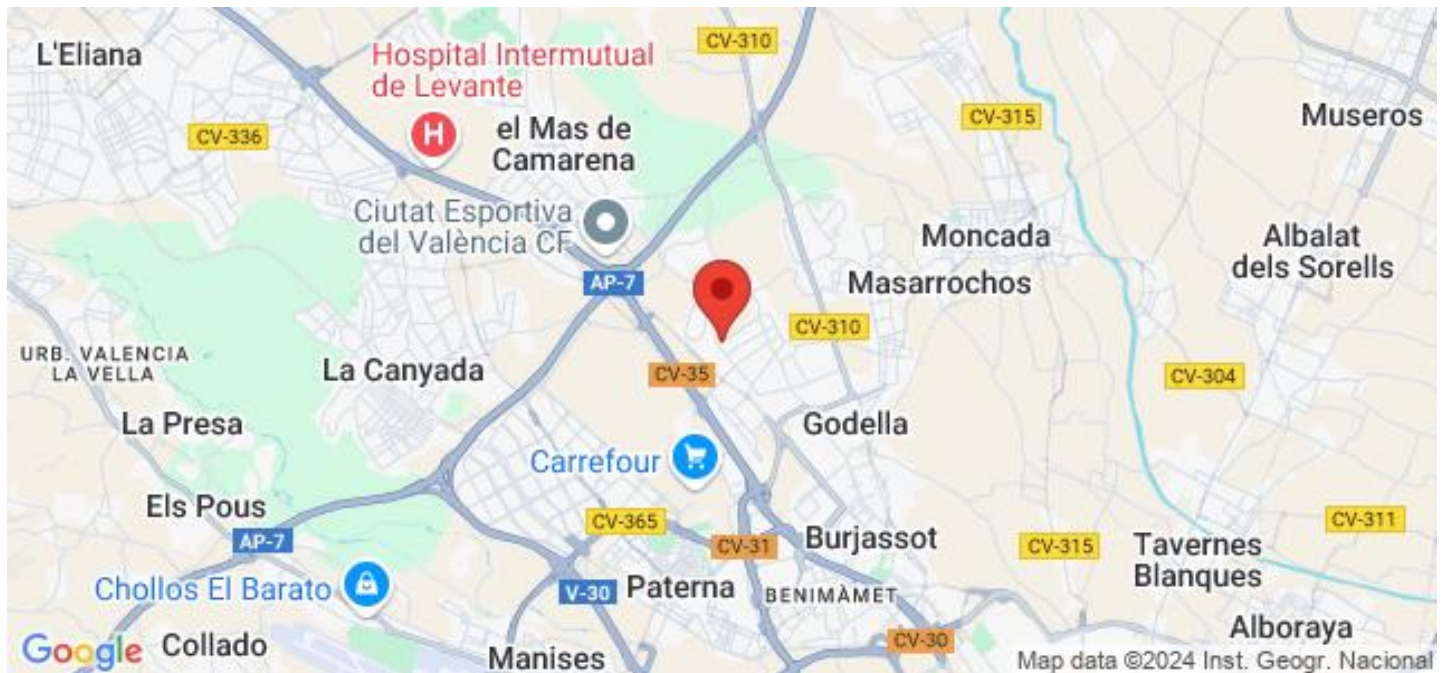 L'Eliana
CV-310
Hospital Intermutual
de Levante
CV-336
H
el Mas de
Camarena
CV-315
Museros
Ciutat Esportiva
del València CF
Moncada
Albalat
dels Sorells
AP-7
Masarrochos
CV-310
URB. VALENCIA
LA VELLA
La Canyada
CV-35
CV-304
La Presa
Godella
Carrefour
Els Pous
CV-365
CV-311
AP-7
CV-31
Burjassot
CV-315
Tavernes
Blanques
Chollos El Barato
V-30
Paterna
BENIMÀMET
Alboraya
Google
Collado
Manises
CV-30
Map data ©2024 Inst. Geogr. Nacional